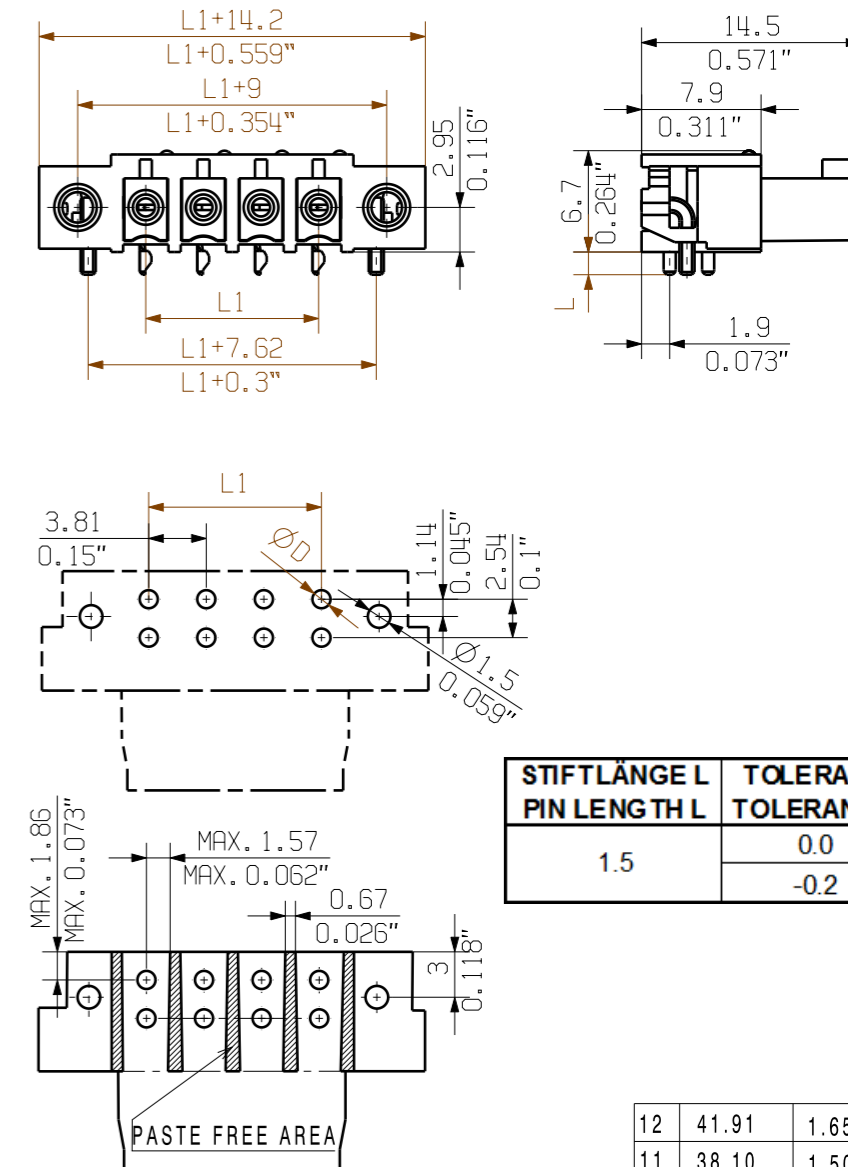 L1+14.2
L1+0.559"
L1+9
L1+0.354"
2.95
0.116"
L1
L1+7.62
L1+0.3"
14.5
0.571"
7.9
0.311"
6.7
0.264"
L
1.9
0.073"
L1
3.81
0.15"
ØD
1.14
0.045"
2.54
0.1"
Ø1.5
0.059"
STIFTLÄNGE L
PIN LENGTH L
1.5
0.0
-0.2
MAX. 1.86
MAX. 0.073"
MAX. 1.57
MAX. 0.062"
0.67
0.026"
3
0.118"
PASTE FREE AREA
12 41.91
11 38.10